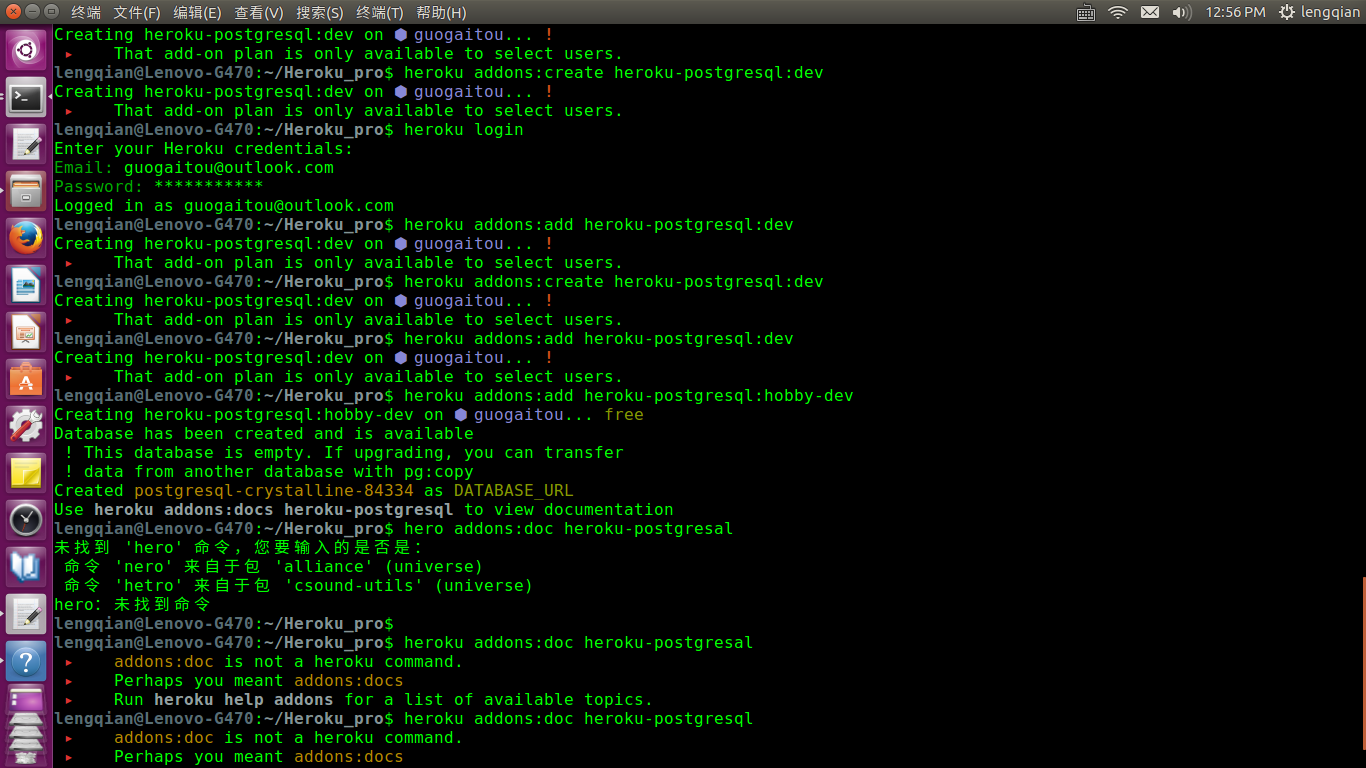 终端 文件(F) 编辑(E) 查看(V) 搜索(S) 终端(T) 帮助(H) 12:56 PM lengqian
Creating heroku-postgresql:dev on ⬢ guogaitou... !
▸    That add-on plan is only available to select users.
lengqian@Lenovo-G470:~/Heroku_pro$ heroku addons:create heroku-postgresql:dev
Creating heroku-postgresql:dev on ⬢ guogaitou... !
▸    That add-on plan is only available to select users.
lengqian@Lenovo-G470:~/Heroku_pro$ heroku login
Enter your Heroku credentials:
Email: guogaitou@outlook.com
Password: ***********
Logged in as guogaitou@outlook.com
lengqian@Lenovo-G470:~/Heroku_pro$ heroku addons:add heroku-postgresql:dev
Creating heroku-postgresql:dev on ⬢ guogaitou... !
▸    That add-on plan is only available to select users.
lengqian@Lenovo-G470:~/Heroku_pro$ heroku addons:create heroku-postgresql:dev
Creating heroku-postgresql:dev on ⬢ guogaitou... !
▸    That add-on plan is only available to select users.
lengqian@Lenovo-G470:~/Heroku_pro$ heroku addons:add heroku-postgresql:dev
Creating heroku-postgresql:dev on ⬢ guogaitou... !
▸    That add-on plan is only available to select users.
lengqian@Lenovo-G470:~/Heroku_pro$ heroku addons:add heroku-postgresql:hobby-dev
Creating heroku-postgresql:hobby-dev on ⬢ guogaitou... free
Database has been created and is available
! This database is empty. If upgrading, you can transfer
! data from another database with pg:copy
Created postgresql-crystalline-84334 as DATABASE_URL
Use heroku addons:docs heroku-postgresql to view documentation
lengqian@Lenovo-G470:~/Heroku_pro$ hero addons:doc heroku-postgresal
未找到 'hero' 命令，您要输入的是否是：
命令 'nero' 来自于包 'alliance' (universe)
命令 'hetro' 来自于包 'csound-utils' (universe)
hero：未找到命令
lengqian@Lenovo-G470:~/Heroku_pro$
lengqian@Lenovo-G470:~/Heroku_pro$ heroku addons:doc heroku-postgresal
▸    addons:doc is not a heroku command.
▸    Perhaps you meant addons:docs
▸    Run heroku help addons for a list of available topics.
lengqian@Lenovo-G470:~/Heroku_pro$ heroku addons:doc heroku-postgresql
▸    addons:doc is not a heroku command.
▸    Perhaps you meant addons:docs